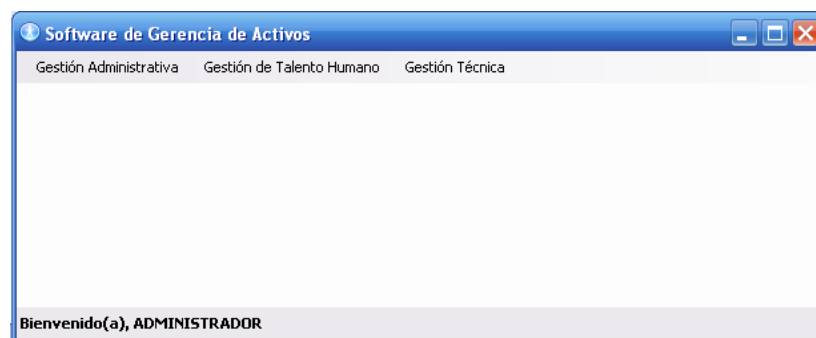 Software de Gerencia de Activos
Gestión Administrativa Gestión de Talento Humano Gestión Técnica
Bienvenido(a), ADMINISTRADOR